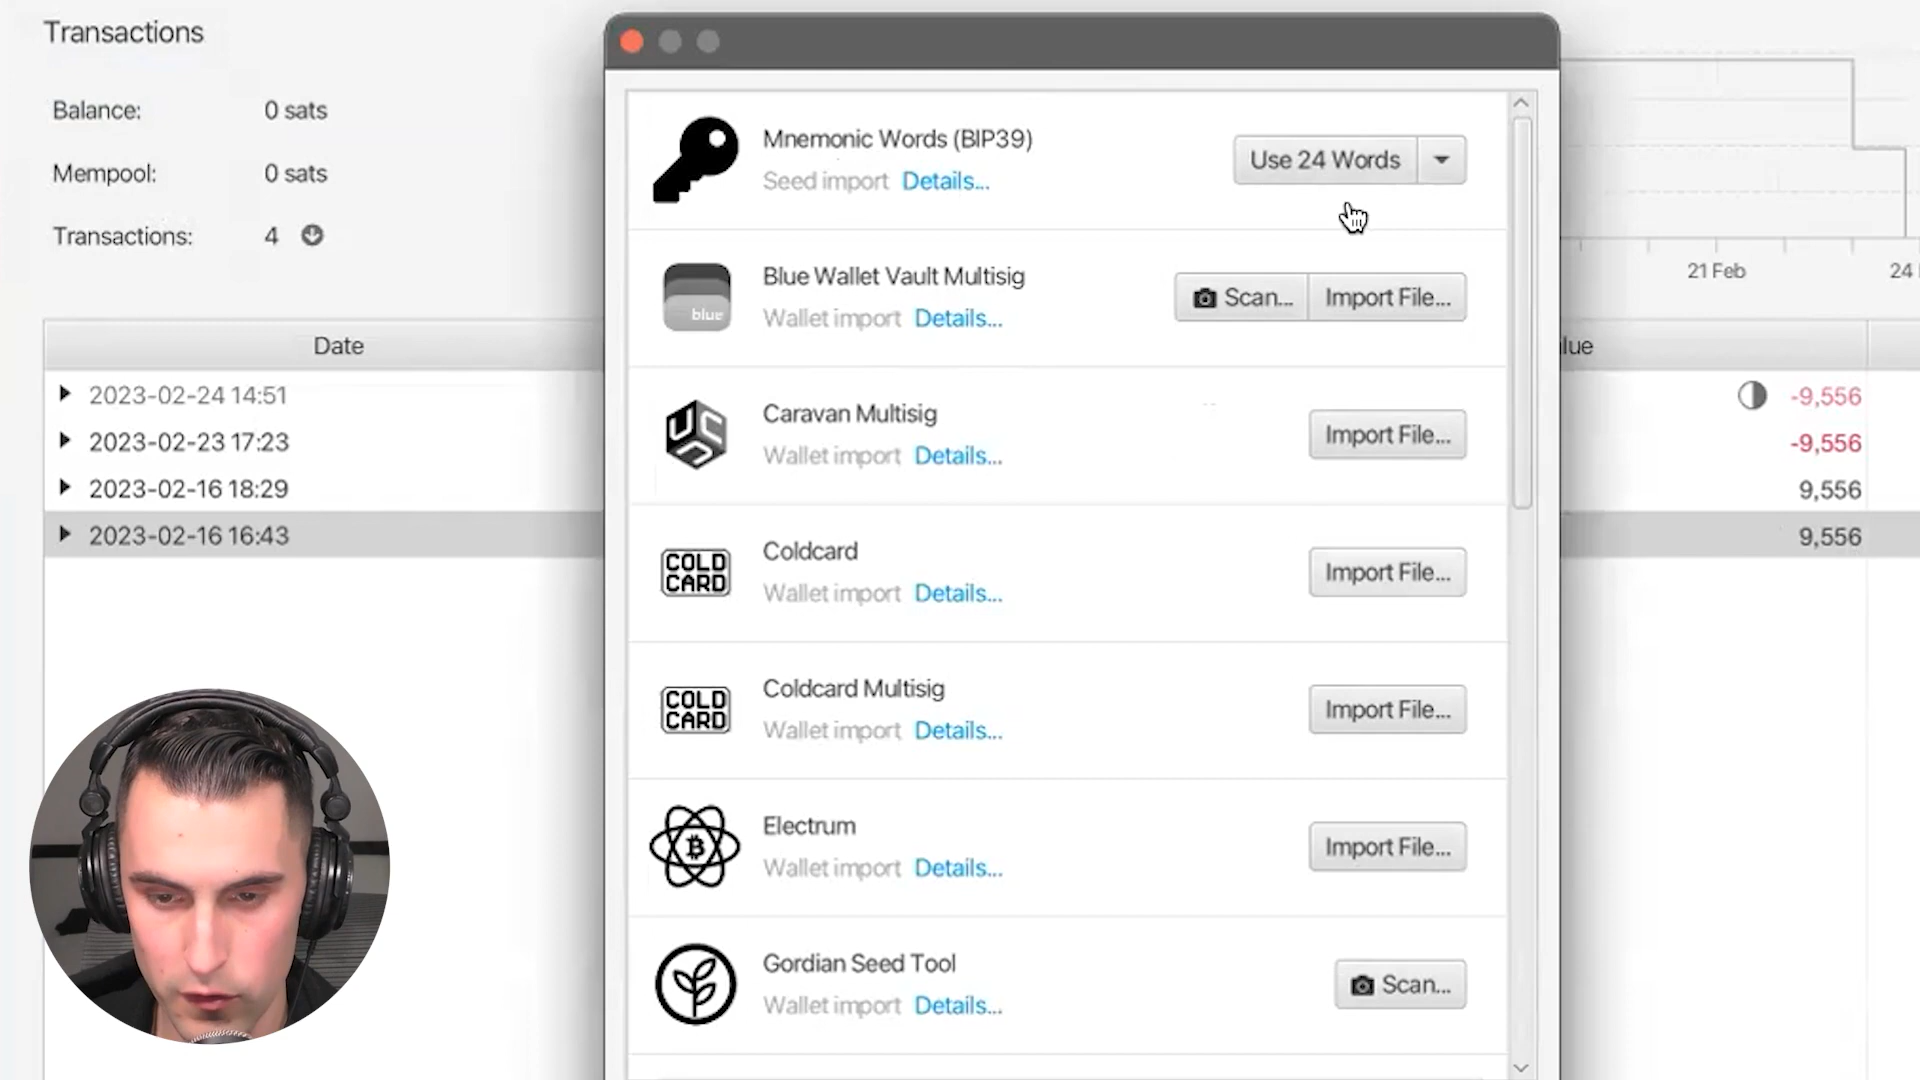 Transactions
Balance: 0 sats
Mempool: 0 sats
Transactions: 4
Date
2023-02-24 14:51
2023-02-23 17:23
2023-02-16 18:29
2023-02-16 16:43
Mnemonic Words (BIP39)
Seed import Details...
Use 24 Words
blue
Blue Wallet Vault Multisig
Wallet import Details...
Scan... Import File...
Caravan Multisig
Wallet import Details...
Import File...
COLD
CARD
Coldcard
Wallet import Details...
Import File...
COLD
CARD
Coldcard Multisig
Wallet import Details...
Import File...
Electrum
Wallet import Details...
Import File...
Gordian Seed Tool
Wallet import Details...
Scan...
21 Feb 24
lue
-9,556
-9,556
9,556
9,556